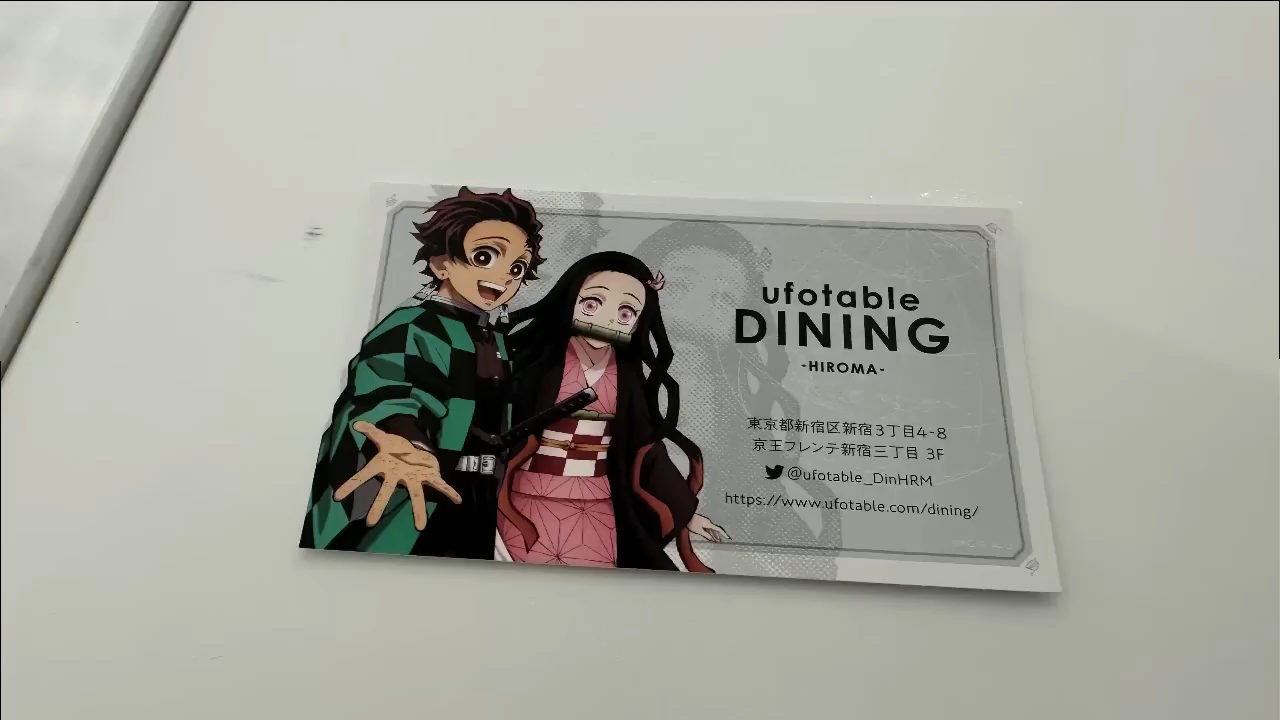 ufotable
DINING
-HIROMA-
東京都新宿区新宿3丁目4-8
京王フレンテ新宿三丁目 3F
@ufotable_DinHRM
https://www.ufotable.com/dining/